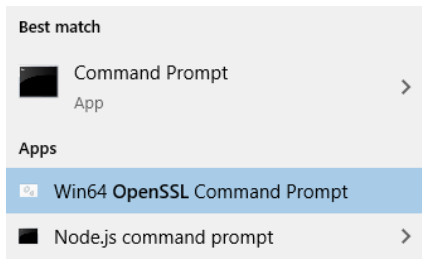 Best match
Command Prompt
App
Apps
Win64 OpenSSL Command Prompt
Node.js command prompt